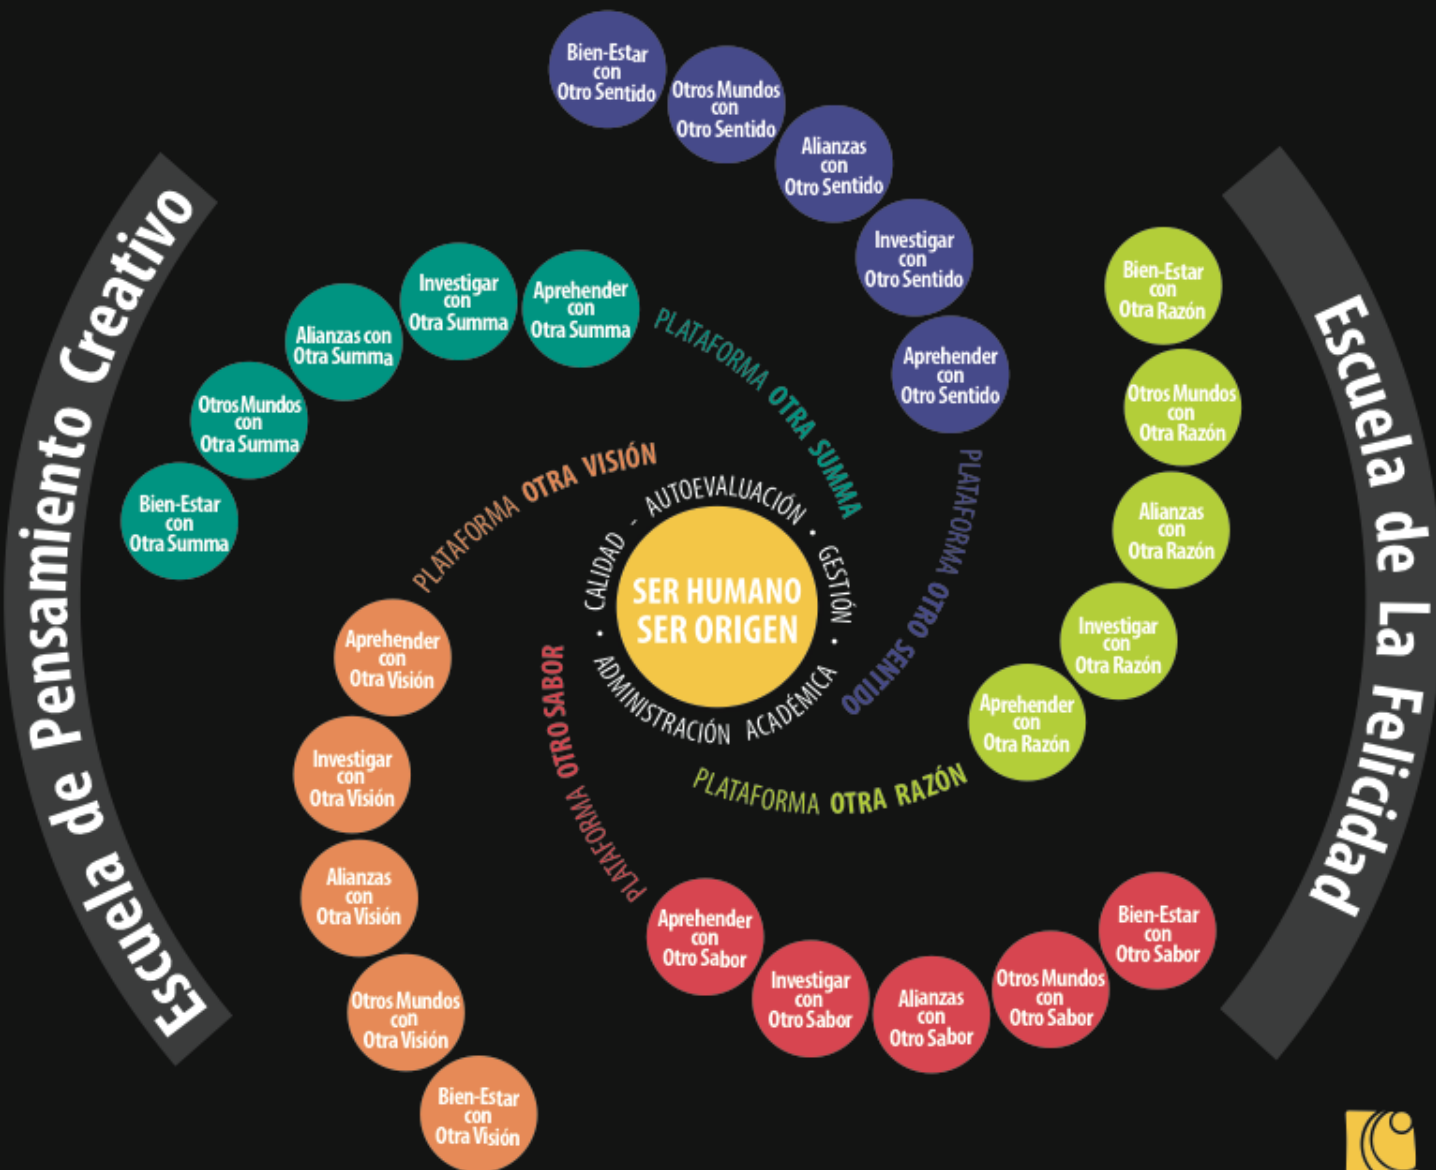 Escuela de Pensamiento Creativo
Escuela de La Felicidad
SER HUMANO
SER ORIGEN
CALIDAD - AUTOEVALUACIÓN • GESTIÓN •
ADMINISTRACIÓN ACADÉMICA •
PLATAFORMA OTRO SENTIDO
Bien-Estar
con
Otro Sentido
Otros Mundos
con
Otro Sentido
Alianzas
con
Otro Sentido
Investigar
con
Otro Sentido
Aprehender
con
Otro Sentido
PLATAFORMA OTRA SUMMA
Aprehender
con
Otra Summa
Investigar
con
Otra Summa
Alianzas con
Otra Summa
Otros Mundos
con
Otra Summa
Bien-Estar
con
Otra Summa
PLATAFORMA OTRA RAZÓN
Bien-Estar
con
Otra Razón
Otros Mundos
con
Otra Razón
Alianzas
con
Otra Razón
Investigar
con
Otra Razón
Aprehender
con
Otra Razón
PLATAFORMA OTRA VISIÓN
Aprehender
con
Otra Visión
Investigar
con
Otra Visión
Alianzas
con
Otra Visión
Otros Mundos
con
Otra Visión
Bien-Estar
con
Otra Visión
PLATAFORMA OTRO SABOR
Aprehender
con
Otro Sabor
Investigar
con
Otro Sabor
Alianzas
con
Otro Sabor
Otros Mundos
con
Otro Sabor
Bien-Estar
con
Otro Sabor